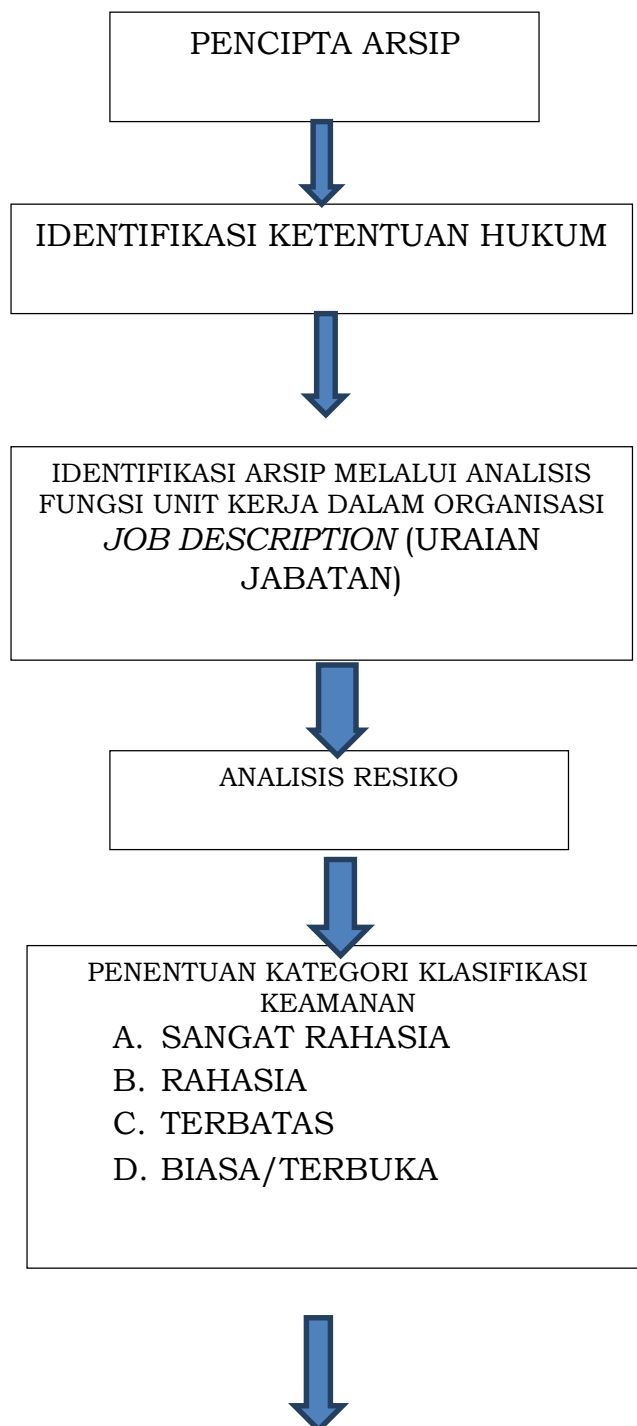 PENCIPTA ARSIP
IDENTIFIKASI KETENTUAN HUKUM
IDENTIFIKASI ARSIP MELALUI ANALISIS
FUNGSI UNIT KERJA DALAM ORGANISASI
JOB DESCRIPTION (URAIAN
JABATAN)
ANALISIS RESIKO
PENENTUAN KATEGORI KLASIFIKASI
KEAMANAN
A. SANGAT RAHASIA
B. RAHASIA
C. TERBATAS
D. BIASA/TERBUKA